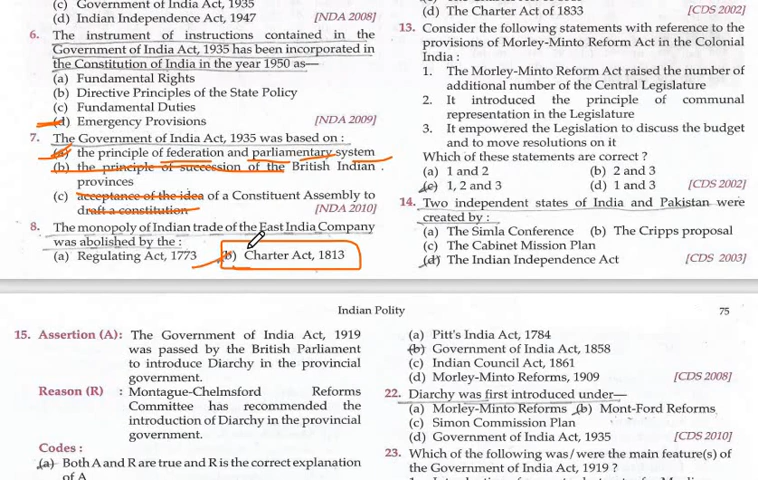 (c) Government of India Act, 1935
(d) Indian Independence Act, 1947 [NDA 2008]
6. The instrument of instructions contained in the
Government of India Act, 1935 has been incorporated in
the Constitution of India in the year 1950 as—
(a) Fundamental Rights
(b) Directive Principles of the State Policy
(c) Fundamental Duties
(d) Emergency Provisions [NDA 2009]
7. The Government of India Act, 1935 was based on :
(a) the principle of federation and parliamentary system
(b) the principle of succession of the British Indian
provinces
(c) acceptance of the idea of a Constituent Assembly to
draft a constitution [NDA 2010]
8. The monopoly of Indian trade of the East India Company
was abolished by the :
(a) Regulating Act, 1773 (b) Charter Act, 1813
(d) The Charter Act of 1833 [CDS 2002]
13. Consider the following statements with reference to the
provisions of Morley-Minto Reform Act in the Colonial
India :
1. The Morley-Minto Reform Act raised the number of
additional number of the Central Legislature
2. It introduced the principle of communal
representation in the Legislature
3. It empowered the Legislation to discuss the budget
and to move resolutions on it
Which of these statements are correct ?
(a) 1 and 2 (b) 2 and 3
(c) 1, 2 and 3 (d) 1 and 3 [CDS 2002]
14. Two independent states of India and Pakistan were
created by :
(a) The Simla Conference (b) The Cripps proposal
(c) The Cabinet Mission Plan
(d) The Indian Independence Act [CDS 2003]
Indian Polity 75
15. Assertion (A): The Government of India Act, 1919
was passed by the British Parliament
to introduce Diarchy in the provincial
government.
Reason (R) : Montague-Chelmsford Reforms
Committee has recommended the
introduction of Diarchy in the provincial
government.
Codes :
(a) Both A and R are true and R is the correct explanation
of A
(a) Pitt's India Act, 1784
(b) Government of India Act, 1858
(c) Indian Council Act, 1861
(d) Morley-Minto Reforms, 1909 [CDS 2008]
22. Diarchy was first introduced under—
(a) Morley-Minto Reforms (b) Mont-Ford Reforms
(c) Simon Commission Plan
(d) Government of India Act, 1935 [CDS 2010]
23. Which of the following was/were the main feature(s) of
the Government of India Act, 1919 ?